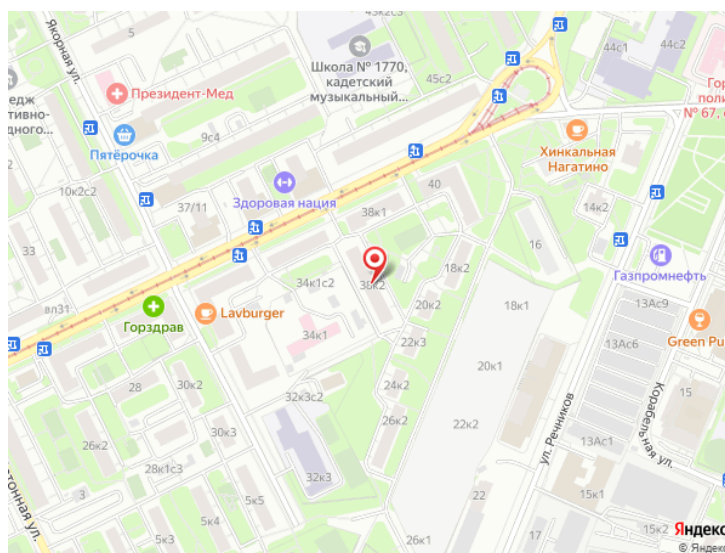 5
43к2с3
44с1
44с2
Якорная ул.
Школа № 1770,
кадетский
музыкальный...
45с2
Президент-Мед
Гор
поли
№ 67,
9с4
Пятёрочка
Хинкальная
Нагатино
10к2с2
37/11
Здоровая нация
40
38к1
14к2
33
16
вл31
34к1с2
38к2
18к2
Газпромнефть
Горздрав
Lavburger
20к2
18к1
13Ас9
34к1
22к3
13Ас6
Green Pu
20к1
28
30к2
32к3с2
24к2
15
Корабельная ул.
ул. Речников
26к2
22к2
26к2
30к3
13Ас1
28к1с3
32к3
3
5к5
22
15к1
5к3
5к4
26к1
17
15к2
Яндекс
© Яндек